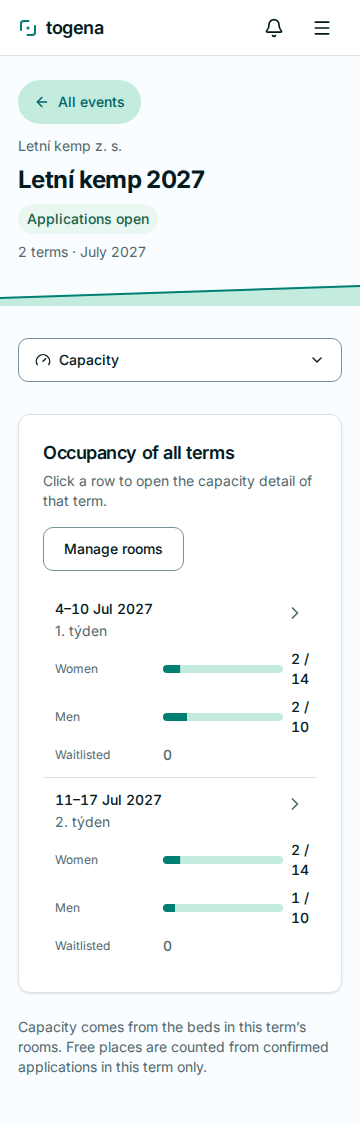 togena
All events
Letní kemp z. s.
Letní kemp 2027
Applications open
2 terms · July 2027
Capacity
Occupancy of all terms
Click a row to open the capacity detail of
that term.
Manage rooms
4–10 Jul 2027
1. týden
Women
2 /
14
Men
2 /
10
Waitlisted
0
11–17 Jul 2027
2. týden
Women
2 /
14
Men
1 /
10
Waitlisted
0
Capacity comes from the beds in this term's
rooms. Free places are counted from confirmed
applications in this term only.